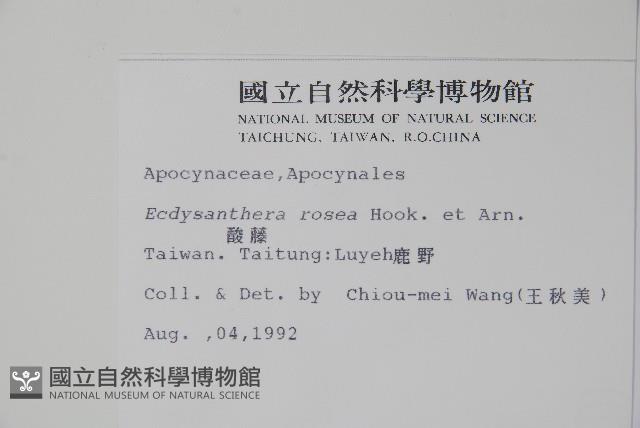 國立自然科學博物館
NATIONAL MUSEUM OF NATURAL SCIENCE
TAICHUNG, TAIWAN, R.O.CHINA
Apocynaceae,Apocynales
Ecdysanthera rosea Hook. et Arn.
酸藤
Taiwan. Taitung:Luyeh鹿野
Coll. & Det. by Chiou-mei Wang(王秋美)
Aug. ,04,1992
國立自然科學博物館
NATIONAL MUSEUM OF NATURAL SCIENCE